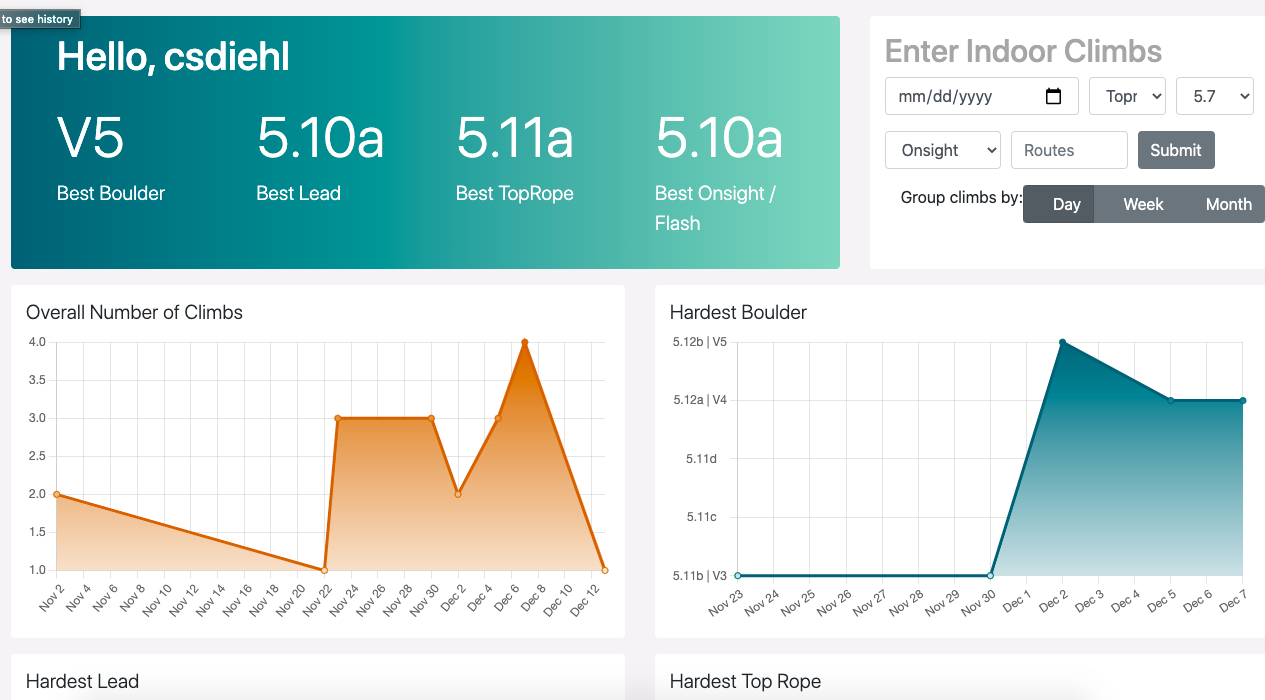 to see history
Hello, csdiehl
V5 5.10a 5.11a 5.10a
Best Boulder Best Lead Best TopRope Best Onsight /
Flash
Enter Indoor Climbs
mm/dd/yyyy Topr 5.7
Onsight Routes Submit
Group climbs by: Day Week Month
Overall Number of Climbs
4.0
3.5
3.0
2.5
2.0
1.5
1.0
Nov 2 Nov 4 Nov 6 Nov 8 Nov 10 Nov 12 Nov 14 Nov 16 Nov 18 Nov 20 Nov 22 Nov 24 Nov 26 Nov 28 Nov 30 Dec 2 Dec 4 Dec 6 Dec 8 Dec 10 Dec 12
Hardest Boulder
5.12b | V5
5.12a | V4
5.11d
5.11c
5.11b | V3
Nov 23 Nov 24 Nov 25 Nov 26 Nov 27 Nov 28 Nov 29 Nov 30 Dec 1 Dec 2 Dec 3 Dec 4 Dec 5 Dec 6 Dec 7
Hardest Lead
Hardest Top Rope